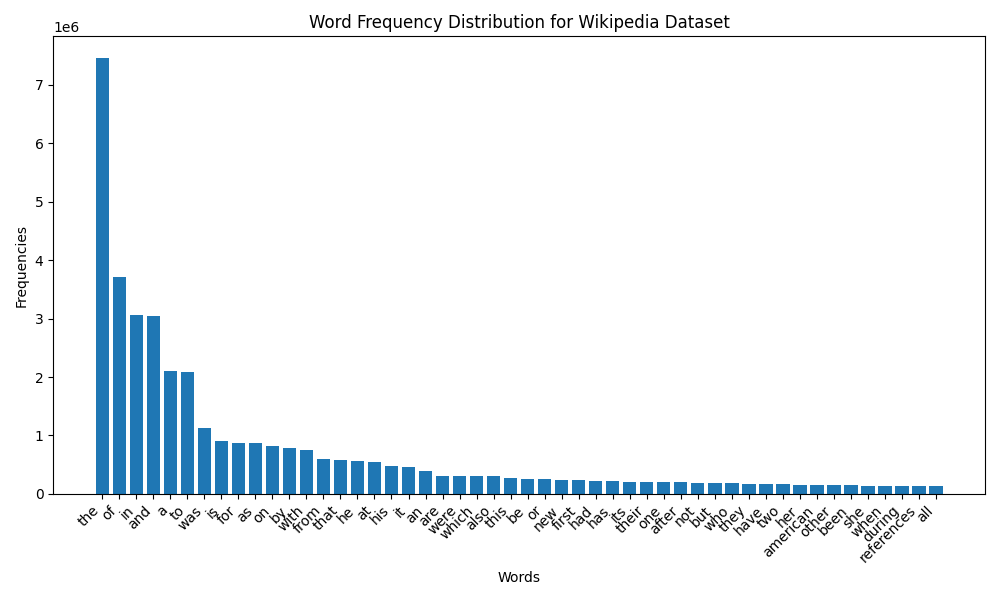 Word Frequency Distribution for Wikipedia Dataset
1e6
7
6
5
4
3
2
1
0
Frequencies
the
of
in
and
a
to
was
is
for
as
on
by
with
from
that
he
at
his
it
an
are
were
which
also
this
be
or
new
first
had
has
its
their
one
after
not
but
who
they
have
two
her
american
other
been
she
when
during
references
all
Words